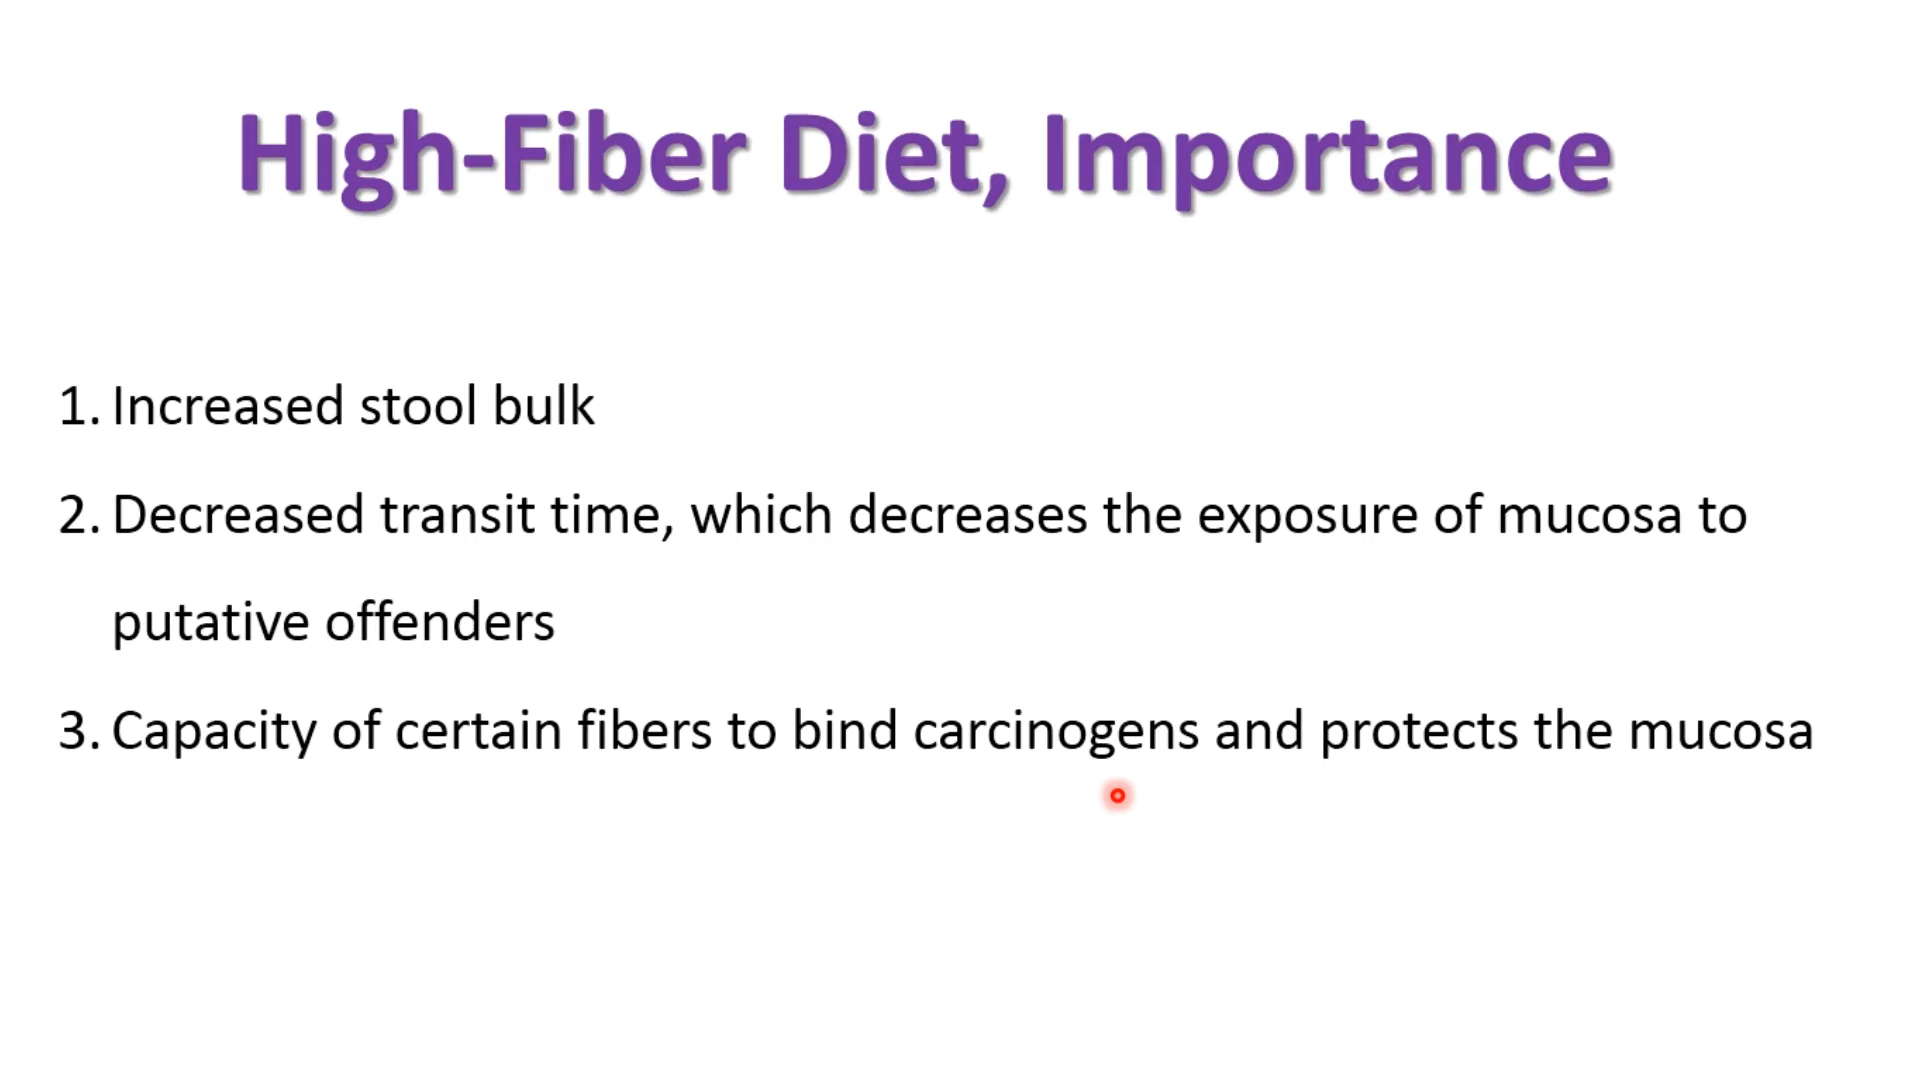 High-Fiber Diet, Importance
1. Increased stool bulk
2. Decreased transit time, which decreases the exposure of mucosa to
putative offenders
3. Capacity of certain fibers to bind carcinogens and protects the mucosa